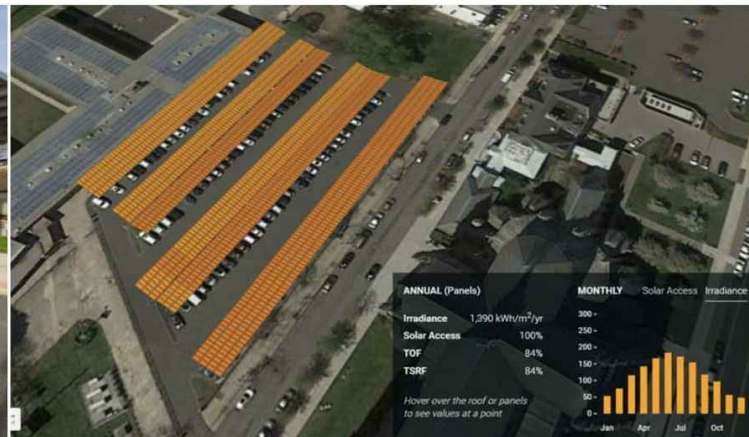 ANNUAL (Panels)
Irradiance 1,390 kWh/m²/yr
Solar Access 100%
TOF 84%
TSRF 84%
Hover over the roof or panels
to see values at a point
MONTHLY Solar Access Irradiance
300 -
250 -
200 -
150 -
100 -
50 -
0 -
Jan Apr Jul Oct